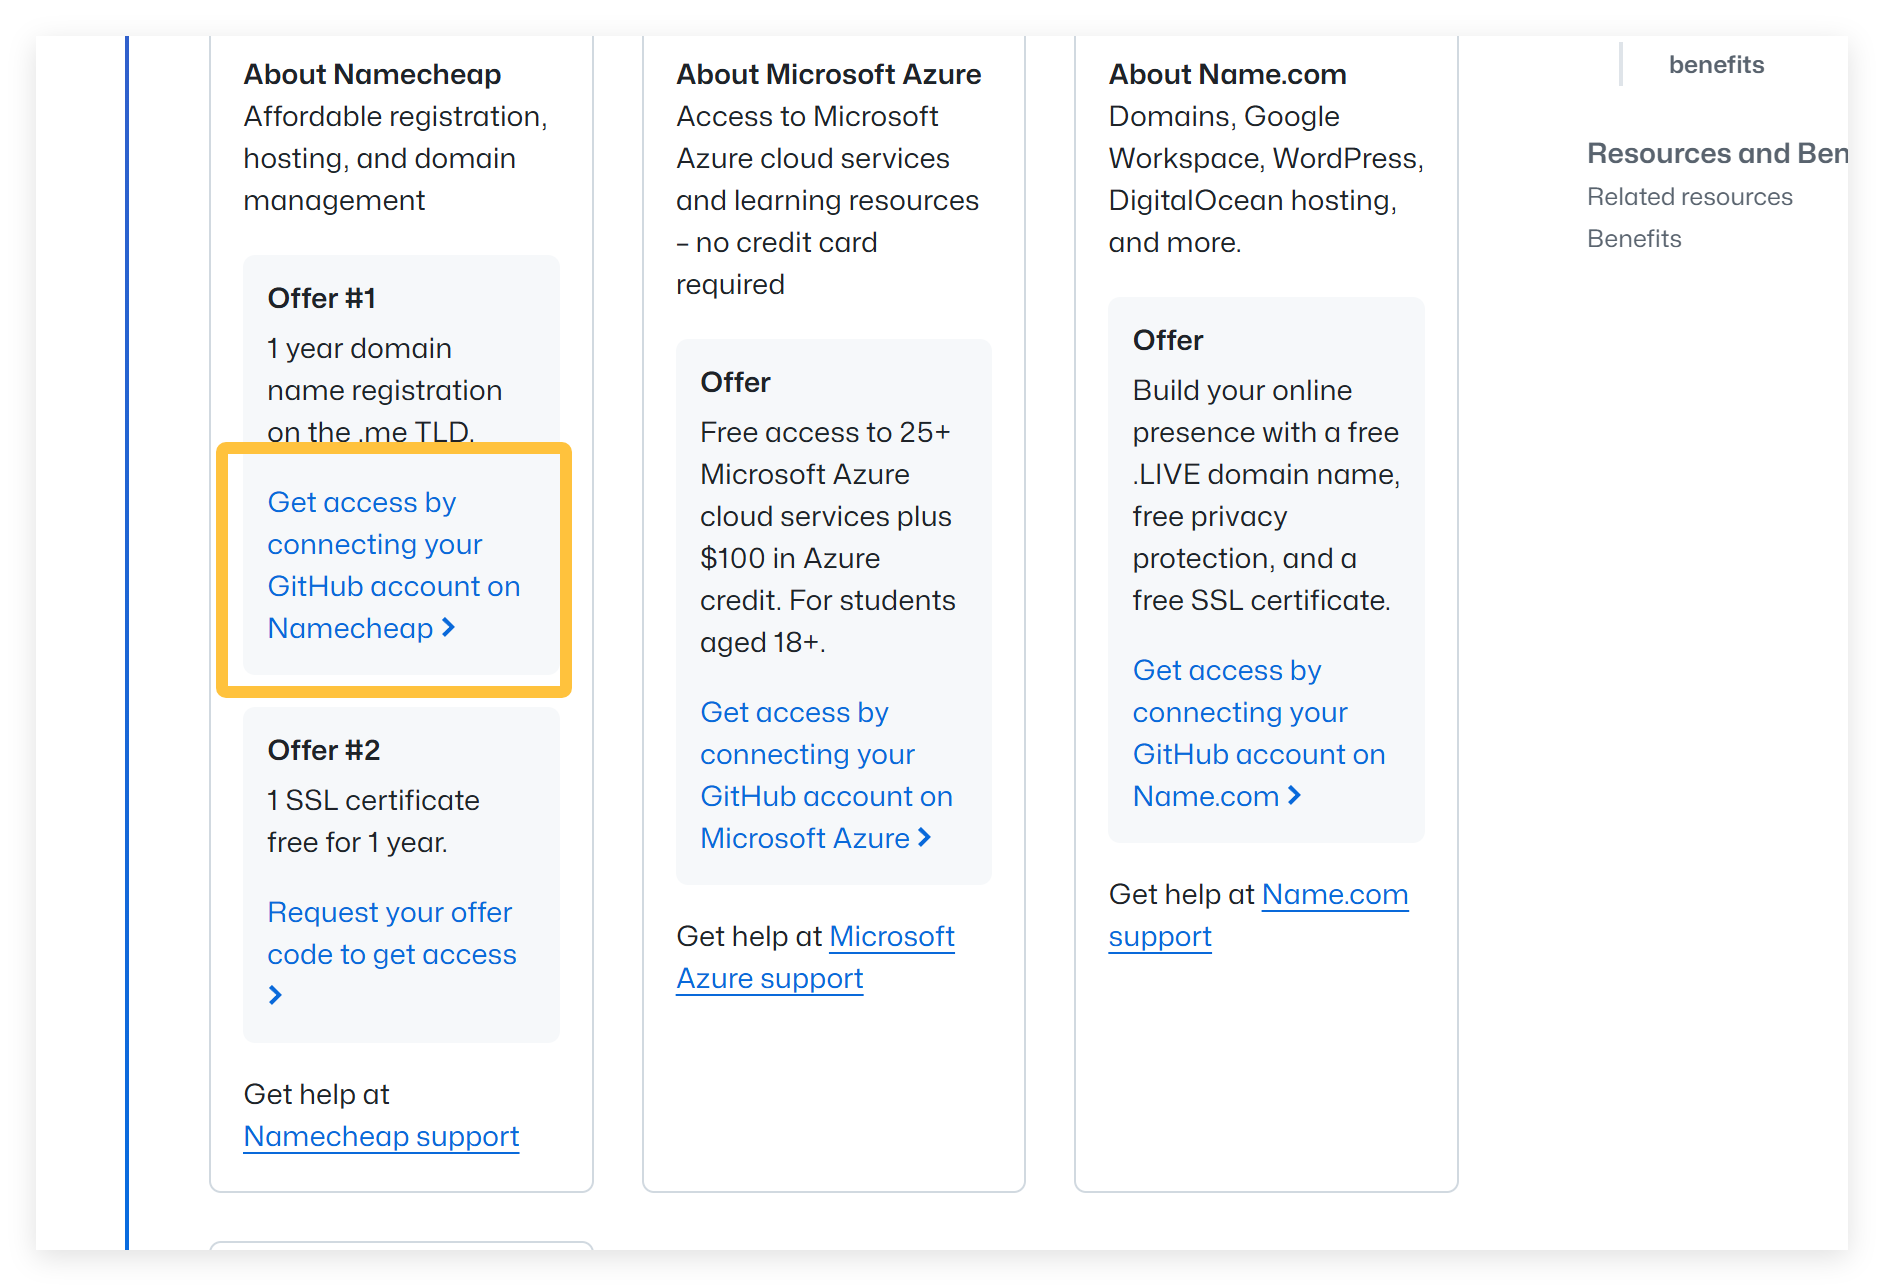 About Namecheap
Affordable registration,
hosting, and domain
management
Offer #1
1 year domain
name registration
on the .me TLD.
Get access by
connecting your
GitHub account on
Namecheap
Offer #2
1 SSL certificate
free for 1 year.
Request your offer
code to get access
Get help at
Namecheap support
About Microsoft Azure
Access to Microsoft
Azure cloud services
and learning resources
– no credit card
required
Offer
Free access to 25+
Microsoft Azure
cloud services plus
$100 in Azure
credit. For students
aged 18+.
Get access by
connecting your
GitHub account on
Microsoft Azure
Get help at Microsoft
Azure support
About Name.com
Domains, Google
Workspace, WordPress,
DigitalOcean hosting,
and more.
Offer
Build your online
presence with a free
.LIVE domain name,
free privacy
protection, and a
free SSL certificate.
Get access by
connecting your
GitHub account on
Name.com
Get help at Name.com
support
benefits
Resources and Ben
Related resources
Benefits